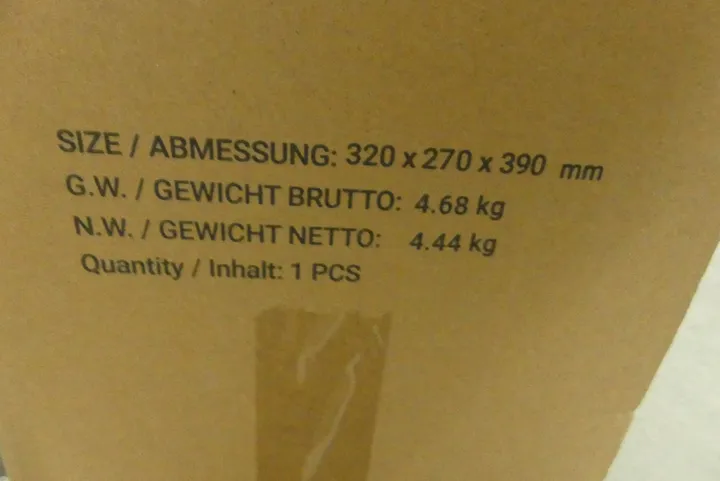 SIZE / ABMESSUNG: 320 x 270 x 390 mm
G.W. / GEWICHT BRUTTO: 4.68 kg
N.W. / GEWICHT NETTO: 4.44 kg
Quantity / Inhalt: 1 PCS